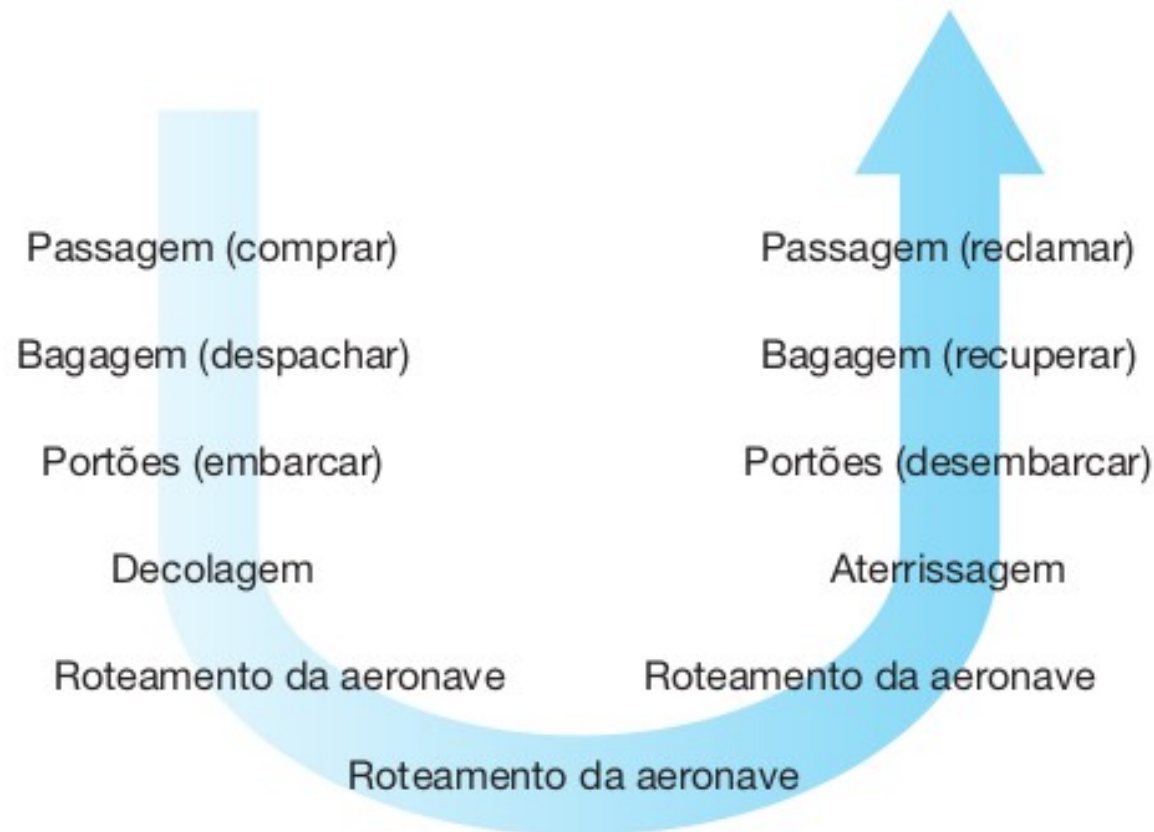 Passagem (comprar)
Bagagem (despachar)
Portões (embarcar)
Decolagem
Roteamento da aeronave
Roteamento da aeronave
Roteamento da aeronave
Aterrissagem
Portões (desembarcar)
Bagagem (recuperar)
Passagem (reclamar)